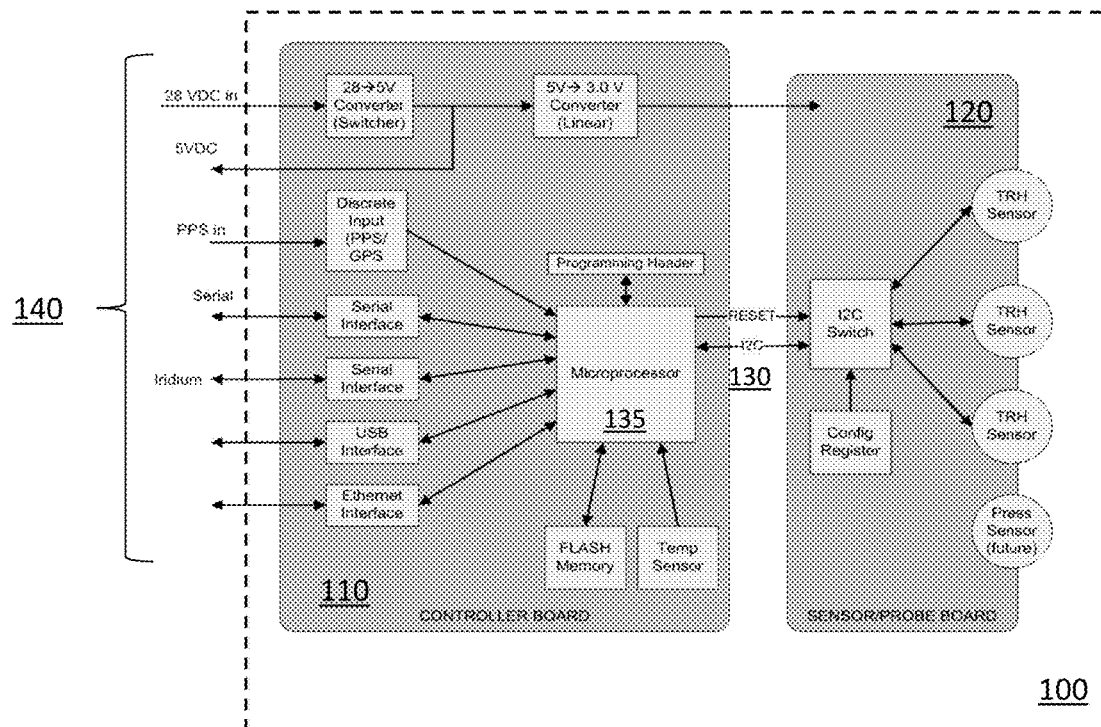 28 VDC in
5VDC
PPS in
Serial
Iridium
140
28→5V
Converter
(Switcher)
5V→ 3.0 V
Converter
(Linear)
Discrete
Input
(PPS/
GPS
Serial
Interface
Serial
Interface
USB
Interface
Ethernet
Interface
Programming Header
Microprocessor
135
FLASH
Memory
Temp
Sensor
110
CONTROLLER BOARD
RESET
I2C
130
120
I2C
Switch
Config
Register
TRH
Sensor
TRH
Sensor
TRH
Sensor
Press
Sensor
(future)
SENSOR/PROBE BOARD
100